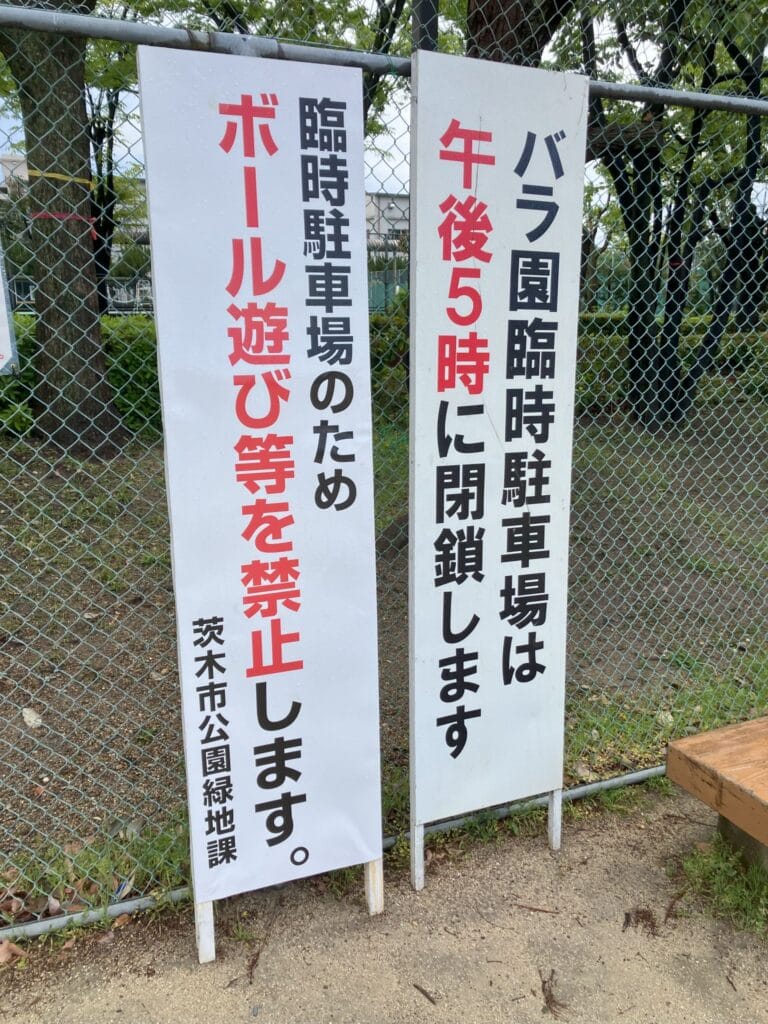 バラ園臨時駐車場は
午後5時に閉鎖します
臨時駐車場のため
ボール遊び等を禁止します。
茨木市公園緑地課